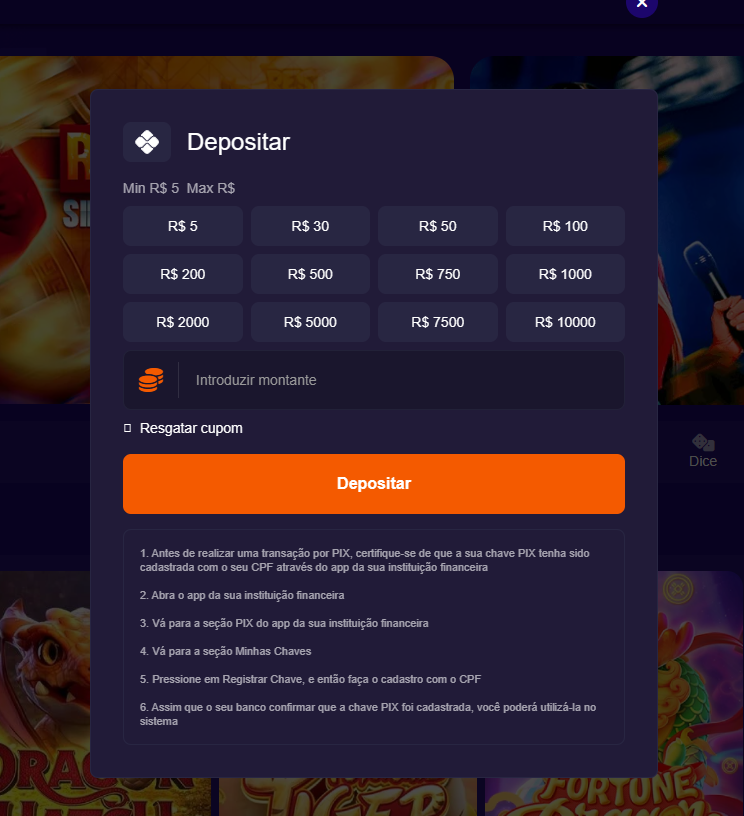 Depositar
Min R$ 5 Max R$
R$ 5
R$ 30
R$ 50
R$ 100
R$ 200
R$ 500
R$ 750
R$ 1000
R$ 2000
R$ 5000
R$ 7500
R$ 10000
Introduzir montante
Resgatar cupom
Dice
Depositar
1. Antes de realizar uma transação por PIX, certifique-se de que a sua chave PIX tenha sido
cadastrada com o seu CPF através do app da sua instituição financeira
2. Abra o app da sua instituição financeira
3. Vá para a seção PIX do app da sua instituição financeira
4. Vá para a seção Minhas Chaves
5. Pressione em Registrar Chave, e então faça o cadastro com o CPF
6. Assim que o seu banco confirmar que a chave PIX foi cadastrada, você poderá utilizá-la no
sistema
DRAGON
HATCH
TIGER
FORTUNE
Dragon